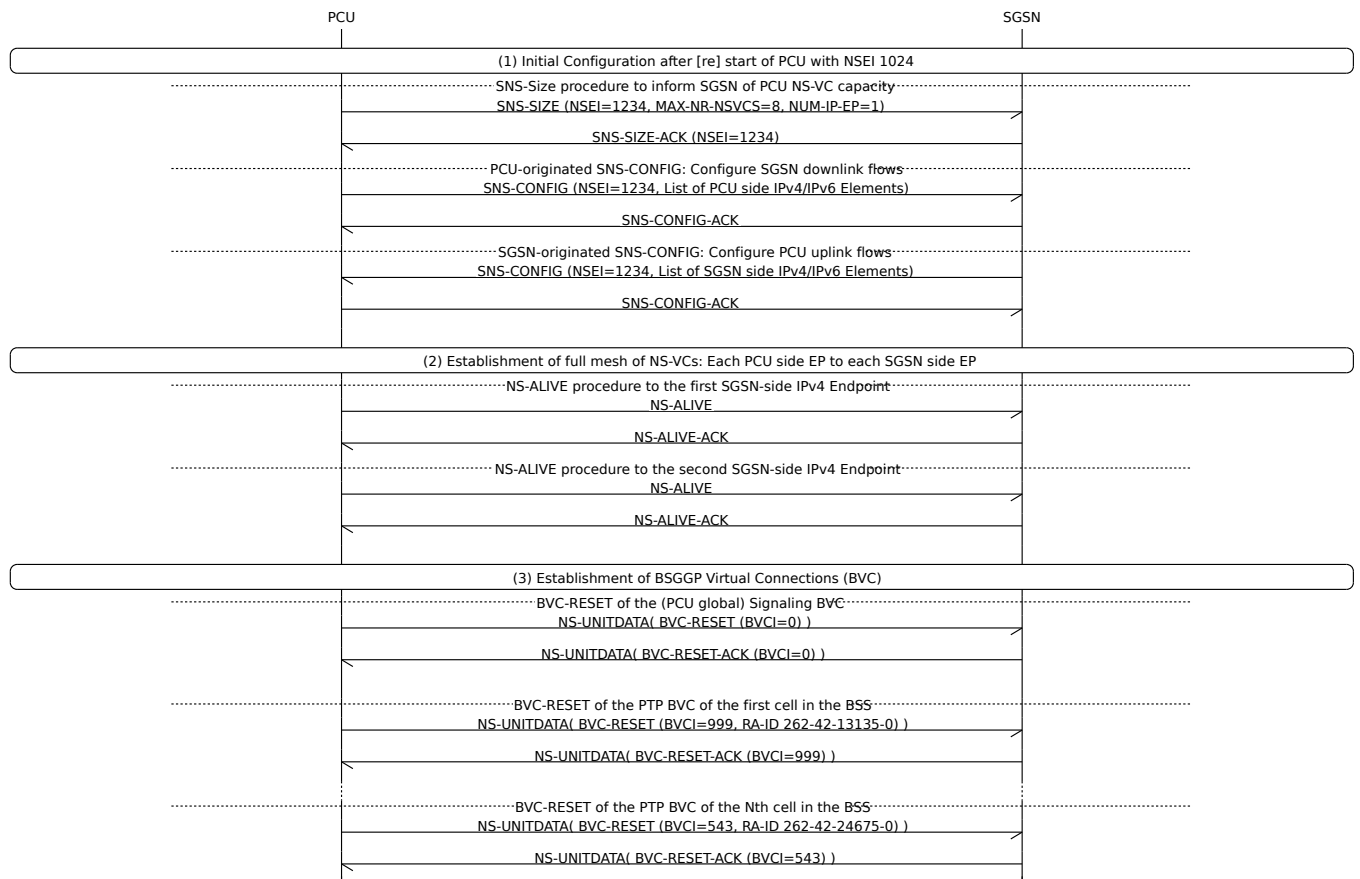 PCU
SGSN
(1) Initial Configuration after [re] start of PCU with NSEI 1024
SNS-Size procedure to inform SGSN of PCU NS-VC capacity
SNS-SIZE (NSEI=1234, MAX-NR-NSVCS=8, NUM-IP-EP=1)
SNS-SIZE-ACK (NSEI=1234)
PCU-originated SNS-CONFIG: Configure SGSN downlink flows
SNS-CONFIG (NSEI=1234, List of PCU side IPv4/IPv6 Elements)
SNS-CONFIG-ACK
SGSN-originated SNS-CONFIG: Configure PCU uplink flows
SNS-CONFIG (NSEI=1234, List of SGSN side IPv4/IPv6 Elements)
SNS-CONFIG-ACK
(2) Establishment of full mesh of NS-VCs: Each PCU side EP to each SGSN side EP
NS-ALIVE procedure to the first SGSN-side IPv4 Endpoint
NS-ALIVE
NS-ALIVE-ACK
NS-ALIVE procedure to the second SGSN-side IPv4 Endpoint
NS-ALIVE
NS-ALIVE-ACK
(3) Establishment of BSGGP Virtual Connections (BVC)
BVC-RESET of the (PCU global) Signaling BVC
NS-UNITDATA( BVC-RESET (BVCI=0) )
NS-UNITDATA( BVC-RESET-ACK (BVCI=0) )
BVC-RESET of the PTP BVC of the first cell in the BSS
NS-UNITDATA( BVC-RESET (BVCI=999, RA-ID 262-42-13135-0) )
NS-UNITDATA( BVC-RESET-ACK (BVCI=999) )
BVC-RESET of the PTP BVC of the Nth cell in the BSS
NS-UNITDATA( BVC-RESET (BVCI=543, RA-ID 262-42-24675-0) )
NS-UNITDATA( BVC-RESET-ACK (BVCI=543) )